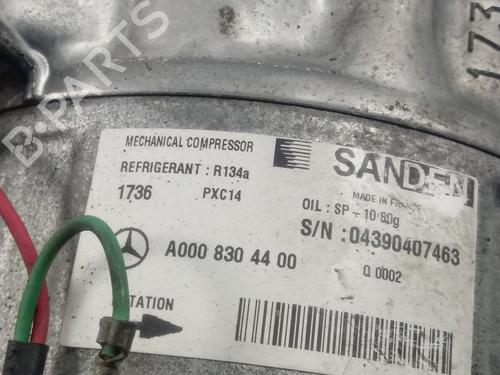 B-PARTS
173
MECHANICAL COMPRESSOR
SANDEN
REFRIGERANT : R134a
MADE IN FRANCE
1736 PXC14
OIL : SP - 10/80g
S/N : 04390407463
A000 830 44 00
Q 0002
TATION